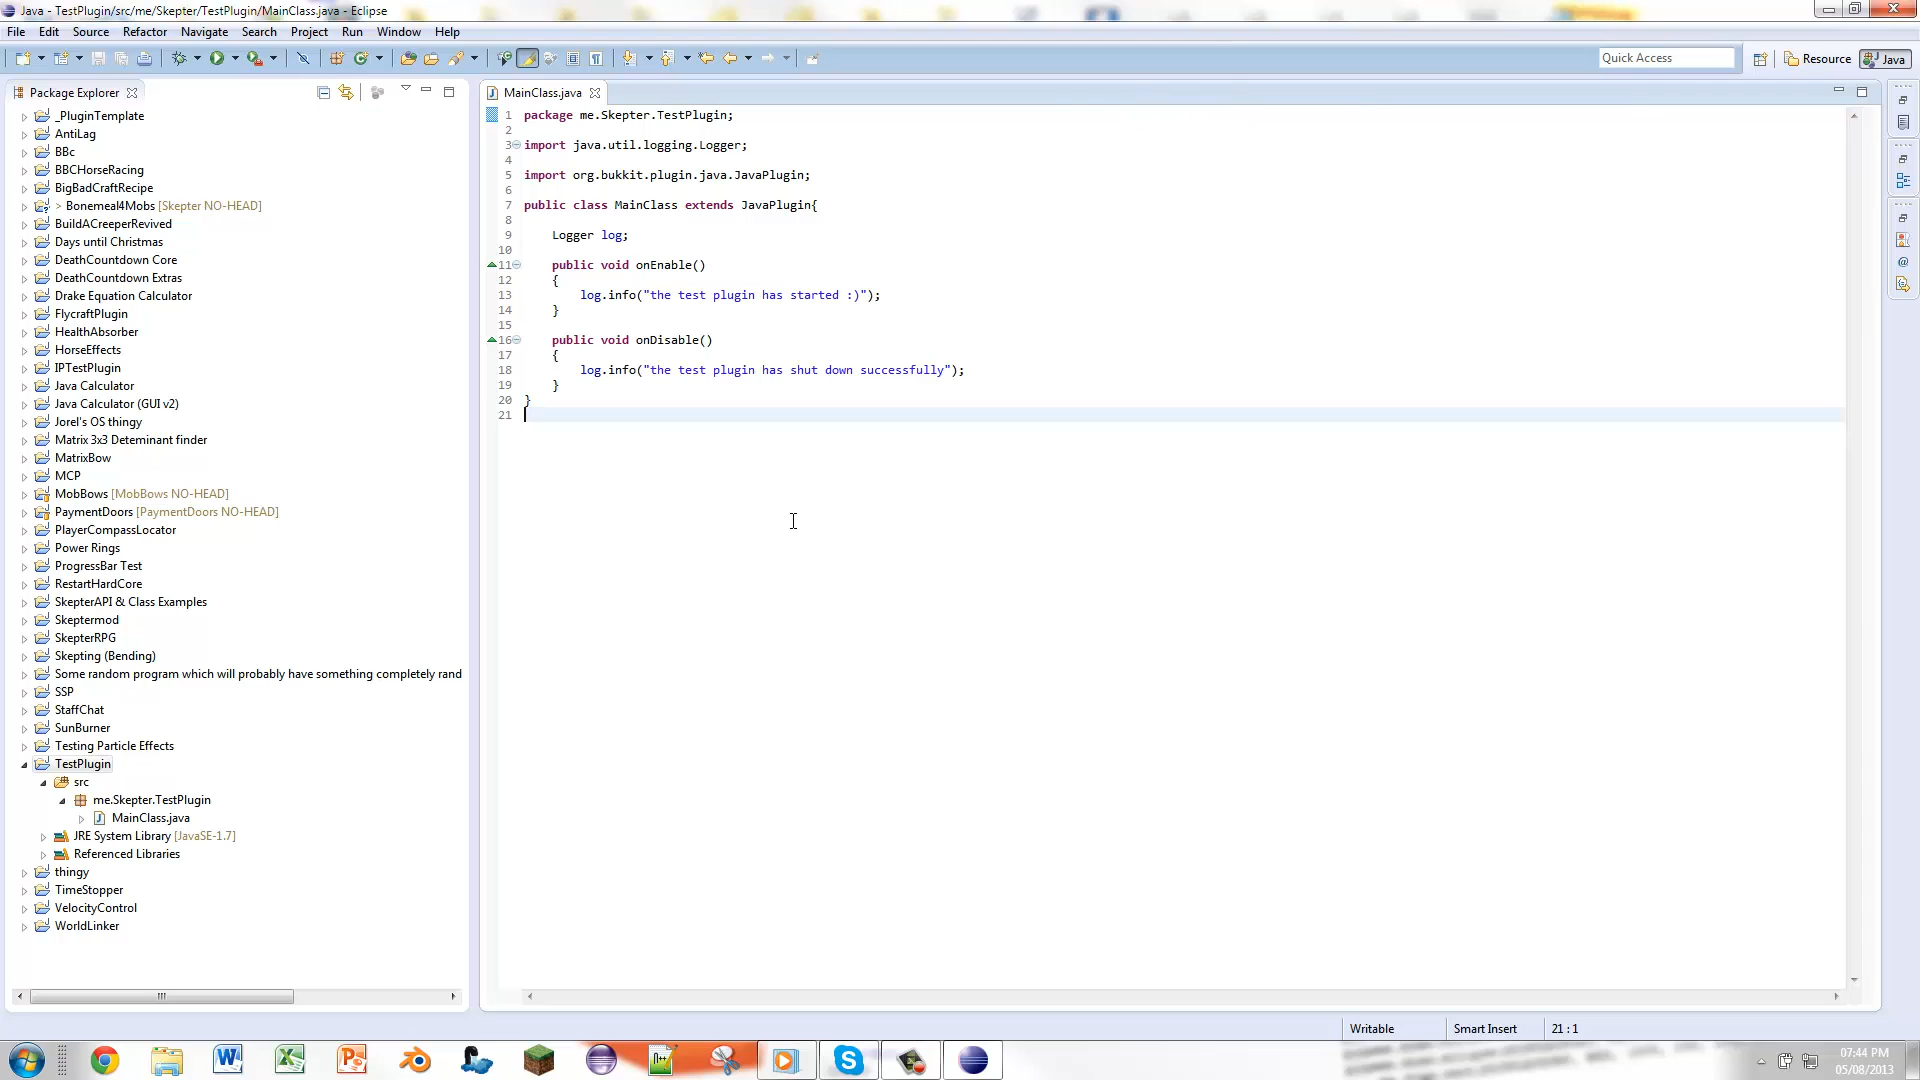 Java - TestPlugin/src/me/Skepter/TestPlugin/MainClass.java - Eclipse
File Edit Source Refactor Navigate Search Project Run Window Help
Quick Access
Resource
Java
Package Explorer
_PluginTemplate
AntiLag
BBc
BBCHorseRacing
BigBadCraftRecipe
> Bonemeal4Mobs [Skepter NO-HEAD]
BuildACreeperRevived
Days until Christmas
DeathCountdown Core
DeathCountdown Extras
Drake Equation Calculator
FlycraftPlugin
HealthAbsorber
HorseEffects
IPTestPlugin
Java Calculator
Java Calculator (GUI v2)
Jorel's OS thingy
Matrix 3x3 Deteminant finder
MatrixBow
MCP
MobBows [MobBows NO-HEAD]
PaymentDoors [PaymentDoors NO-HEAD]
PlayerCompassLocator
Power Rings
ProgressBar Test
RestartHardCore
SkepterAPI & Class Examples
Skeptermod
SkepterRPG
Skepting (Bending)
Some random program which will probably have something completely rand
SSP
StaffChat
SunBurner
Testing Particle Effects
TestPlugin
src
me.Skepter.TestPlugin
MainClass.java
JRE System Library [JavaSE-1.7]
Referenced Libraries
thingy
TimeStopper
VelocityControl
WorldLinker
MainClass.java
1 package me.Skepter.TestPlugin;
2
3 import java.util.logging.Logger;
4
5 import org.bukkit.plugin.java.JavaPlugin;
6
7 public class MainClass extends JavaPlugin{
8
9 Logger log;
10
11 public void onEnable()
12 {
13 log.info("the test plugin has started :)");
14 }
15
16 public void onDisable()
17 {
18 log.info("the test plugin has shut down successfully");
19 }
20 }
21
Writable
Smart Insert
21 : 1
07:44 PM
05/08/2013